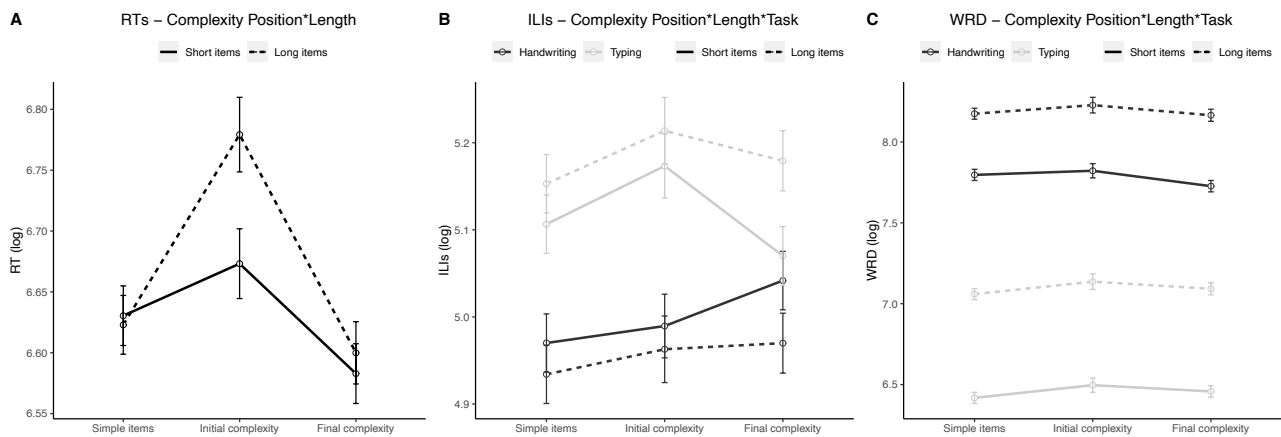 A
RTs – Complexity Position*Length
Short items Long items
RT (log)
6.80
6.75
6.70
6.65
6.60
6.55
Simple items Initial complexity Final complexity
B
ILIs – Complexity Position*Length*Task
Handwriting Typing Short items Long items
ILIs (log)
5.2
5.1
5.0
4.9
Simple items Initial complexity Final complexity
C
WRD – Complexity Position*Length*Task
Handwriting Typing Short items Long items
WRD (log)
8.0
7.5
7.0
6.5
Simple items Initial complexity Final complexity